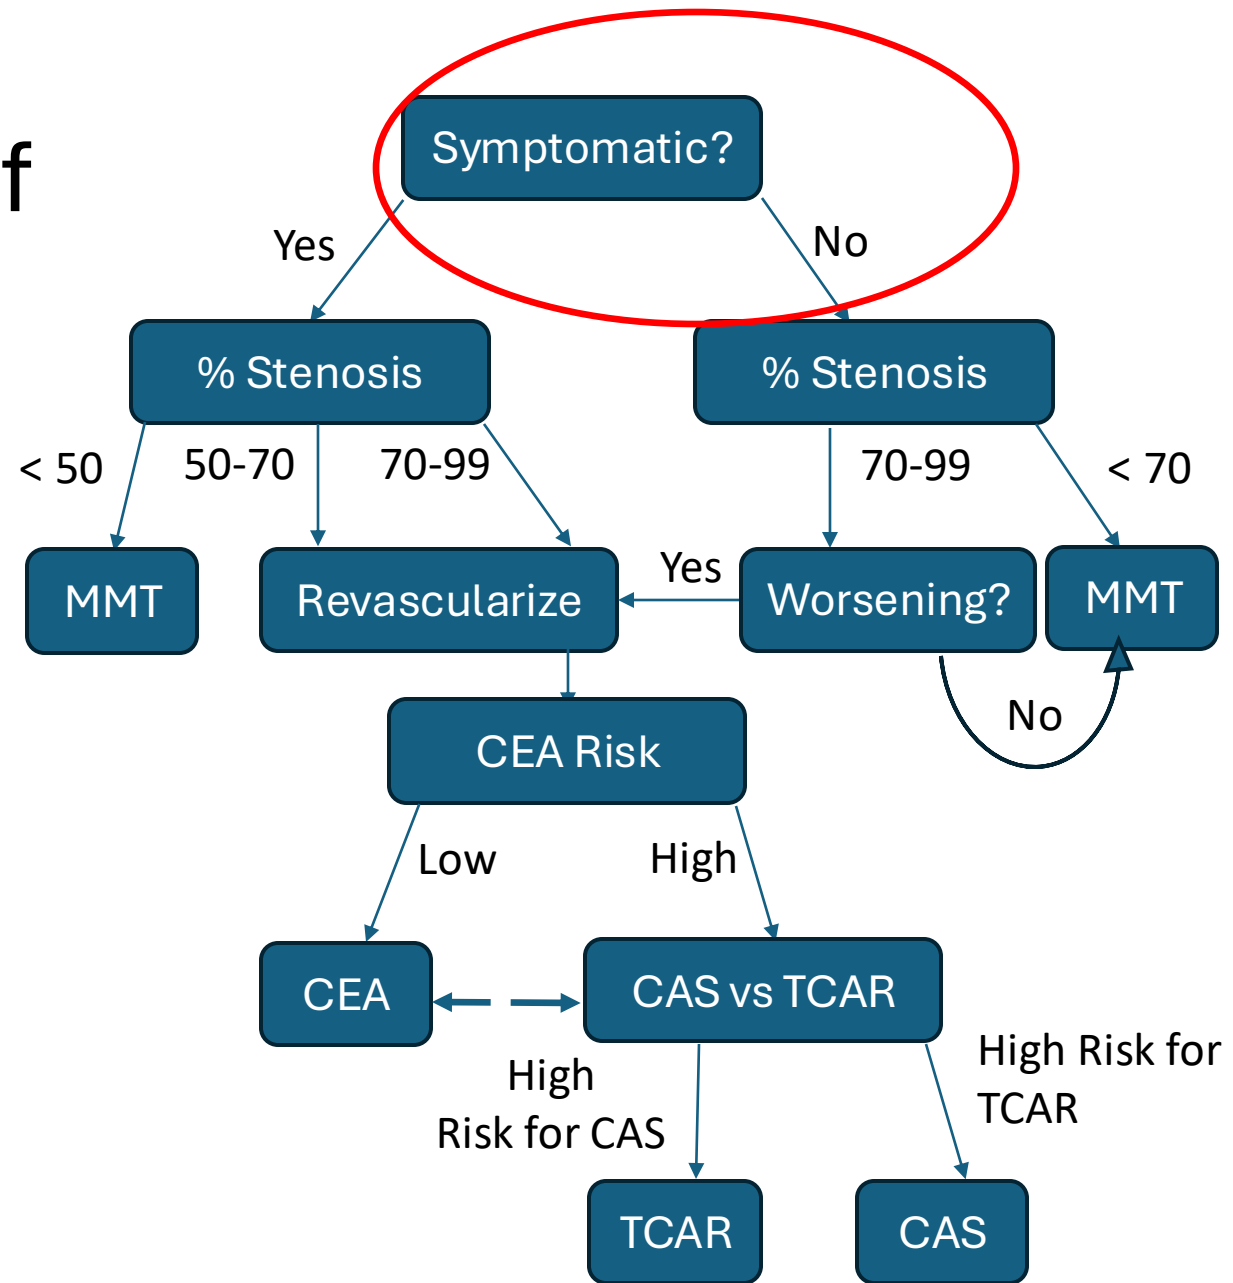 f
Symptomatic?
Yes
No
% Stenosis
% Stenosis
< 50
50-70
70-99
70-99
< 70
MMT
Revascularize
Yes
Worsening?
MMT
No
CEA Risk
Low
High
CEA
CAS vs TCAR
High
Risk for CAS
High Risk for
TCAR
TCAR
CAS